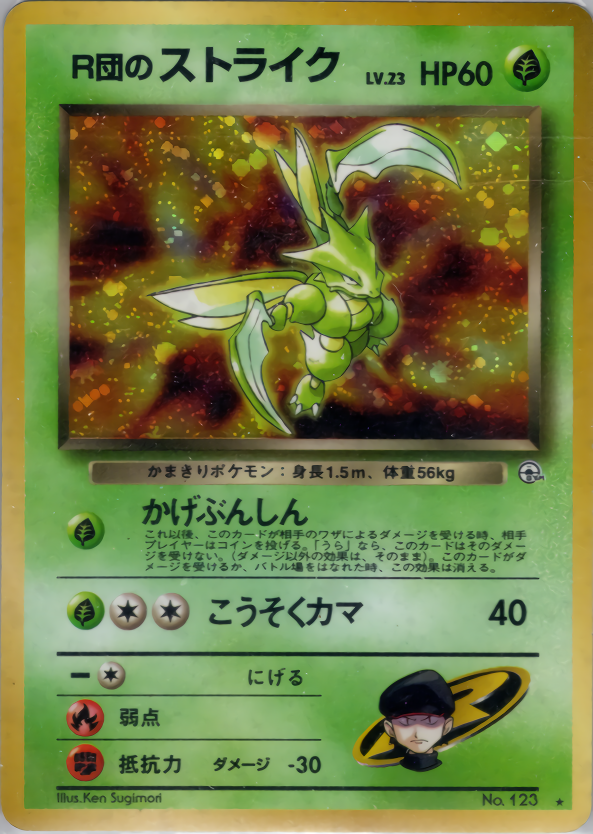 R団のストライク LV.23 HP60
かまきりポケモン：身長1.5m、体重56kg
かげぶんしん
これ以後、このカードが相手のワザによるダメージを受ける時、相手
プレイヤーはコインを投げる。「うら」なら、このカードはそのダメー
ジを受けない。（ダメージ以外の効果は、そのまま）このカードがダ
メージを受けるか、バトル場をはなれた時、この効果は消える。
こうそくカマ 40
にげる
弱点
抵抗力 ダメージ -30
Illus.Ken Sugimori No. 123 ★